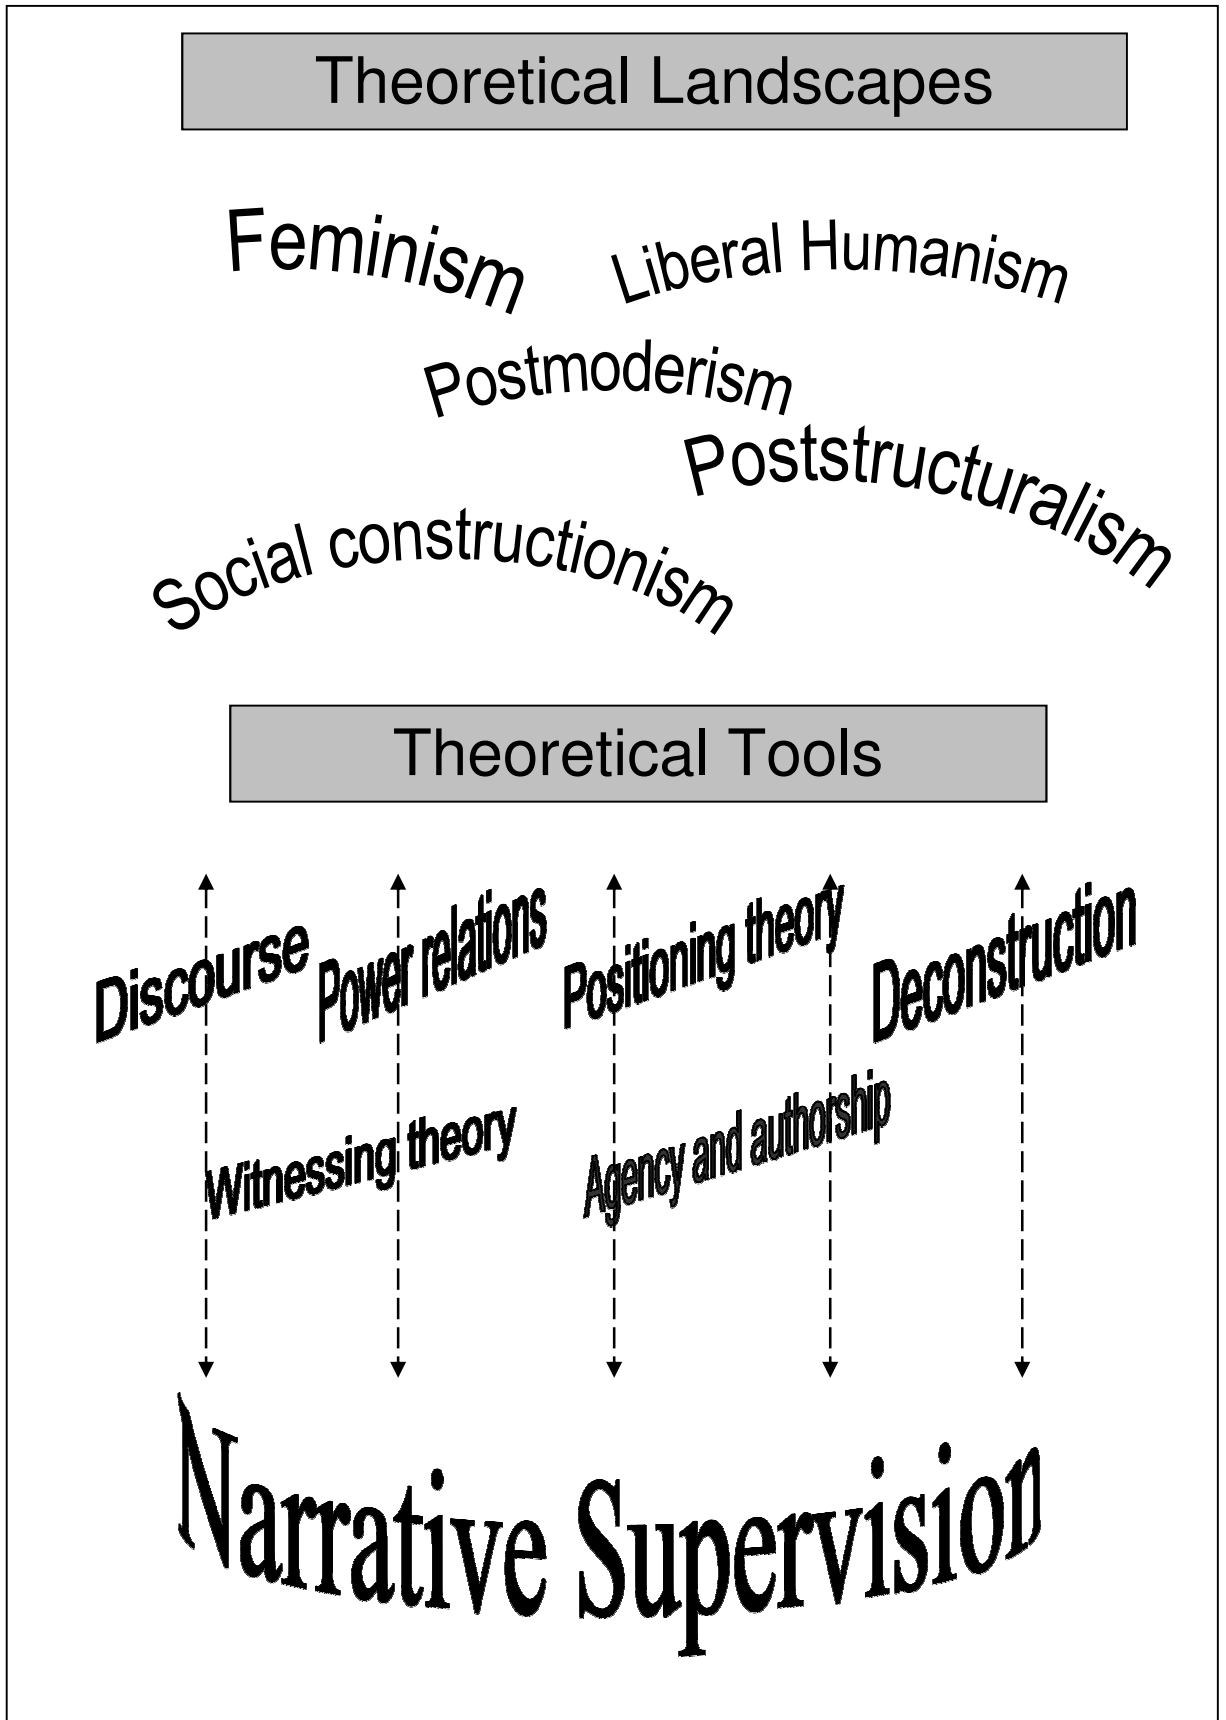 Theoretical Landscapes
Feminism
Liberal Humanism
Postmoderism
Poststructuralism
Social constructionism
Theoretical Tools
Discourse
Power relations
Positioning theory
Deconstruction
Witnessing theory
Agency and authorship
Narrative Supervision